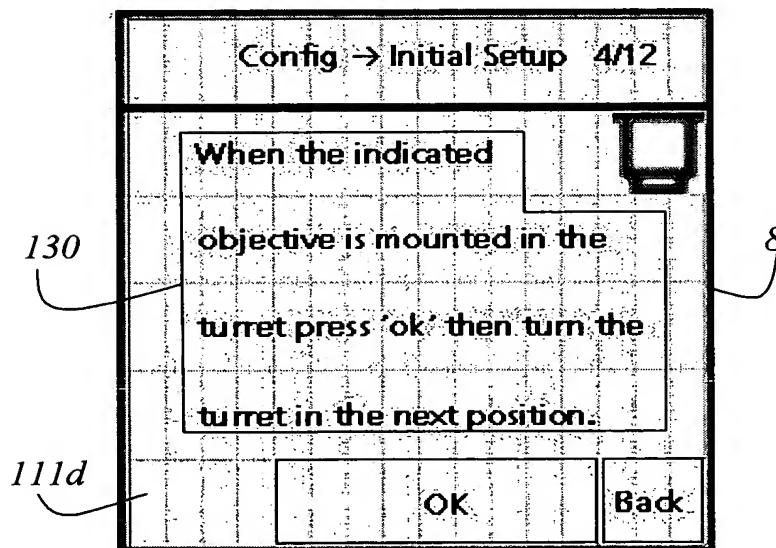 Config → Initial Setup 4/12
When the indicated
objective is mounted in the
turret press 'ok' then turn the
turret in the next position.
130
8
111d
OK
Back